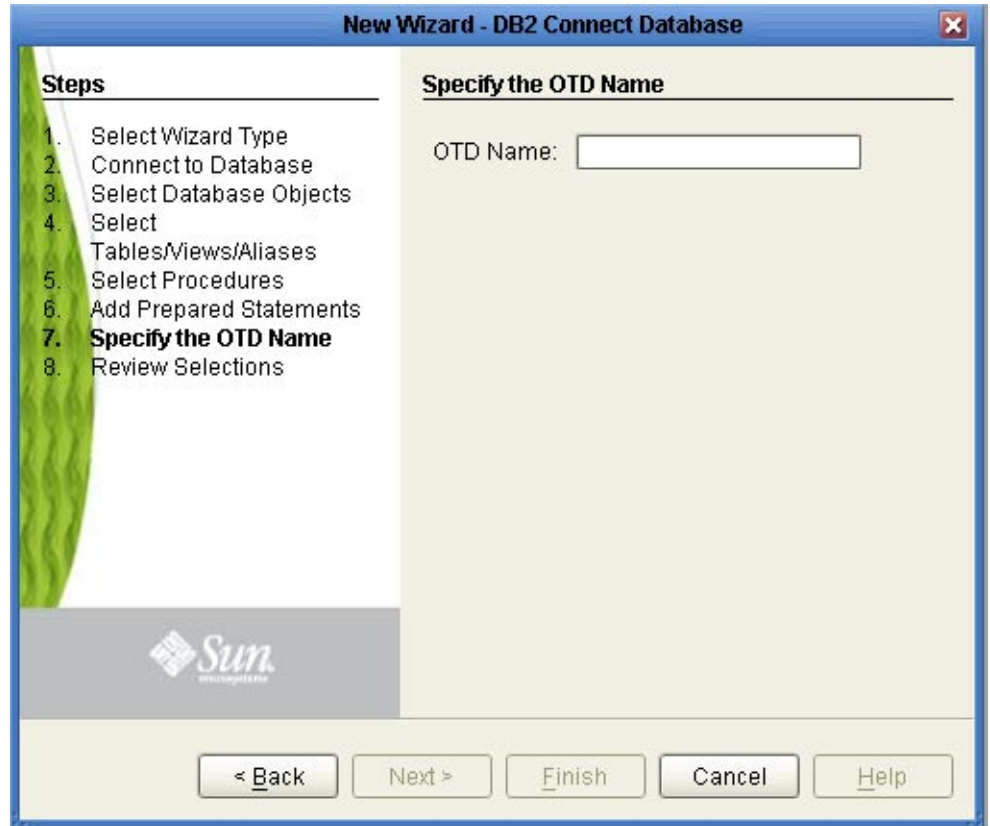 New Wizard - DB2 Connect Database
Steps
1. Select Wizard Type
2. Connect to Database
3. Select Database Objects
4. Select
Tables/Views/Aliases
5. Select Procedures
6. Add Prepared Statements
7. Specify the OTD Name
8. Review Selections
Sun
microsystems
Specify the OTD Name
OTD Name:
< Back
Next >
Finish
Cancel
Help